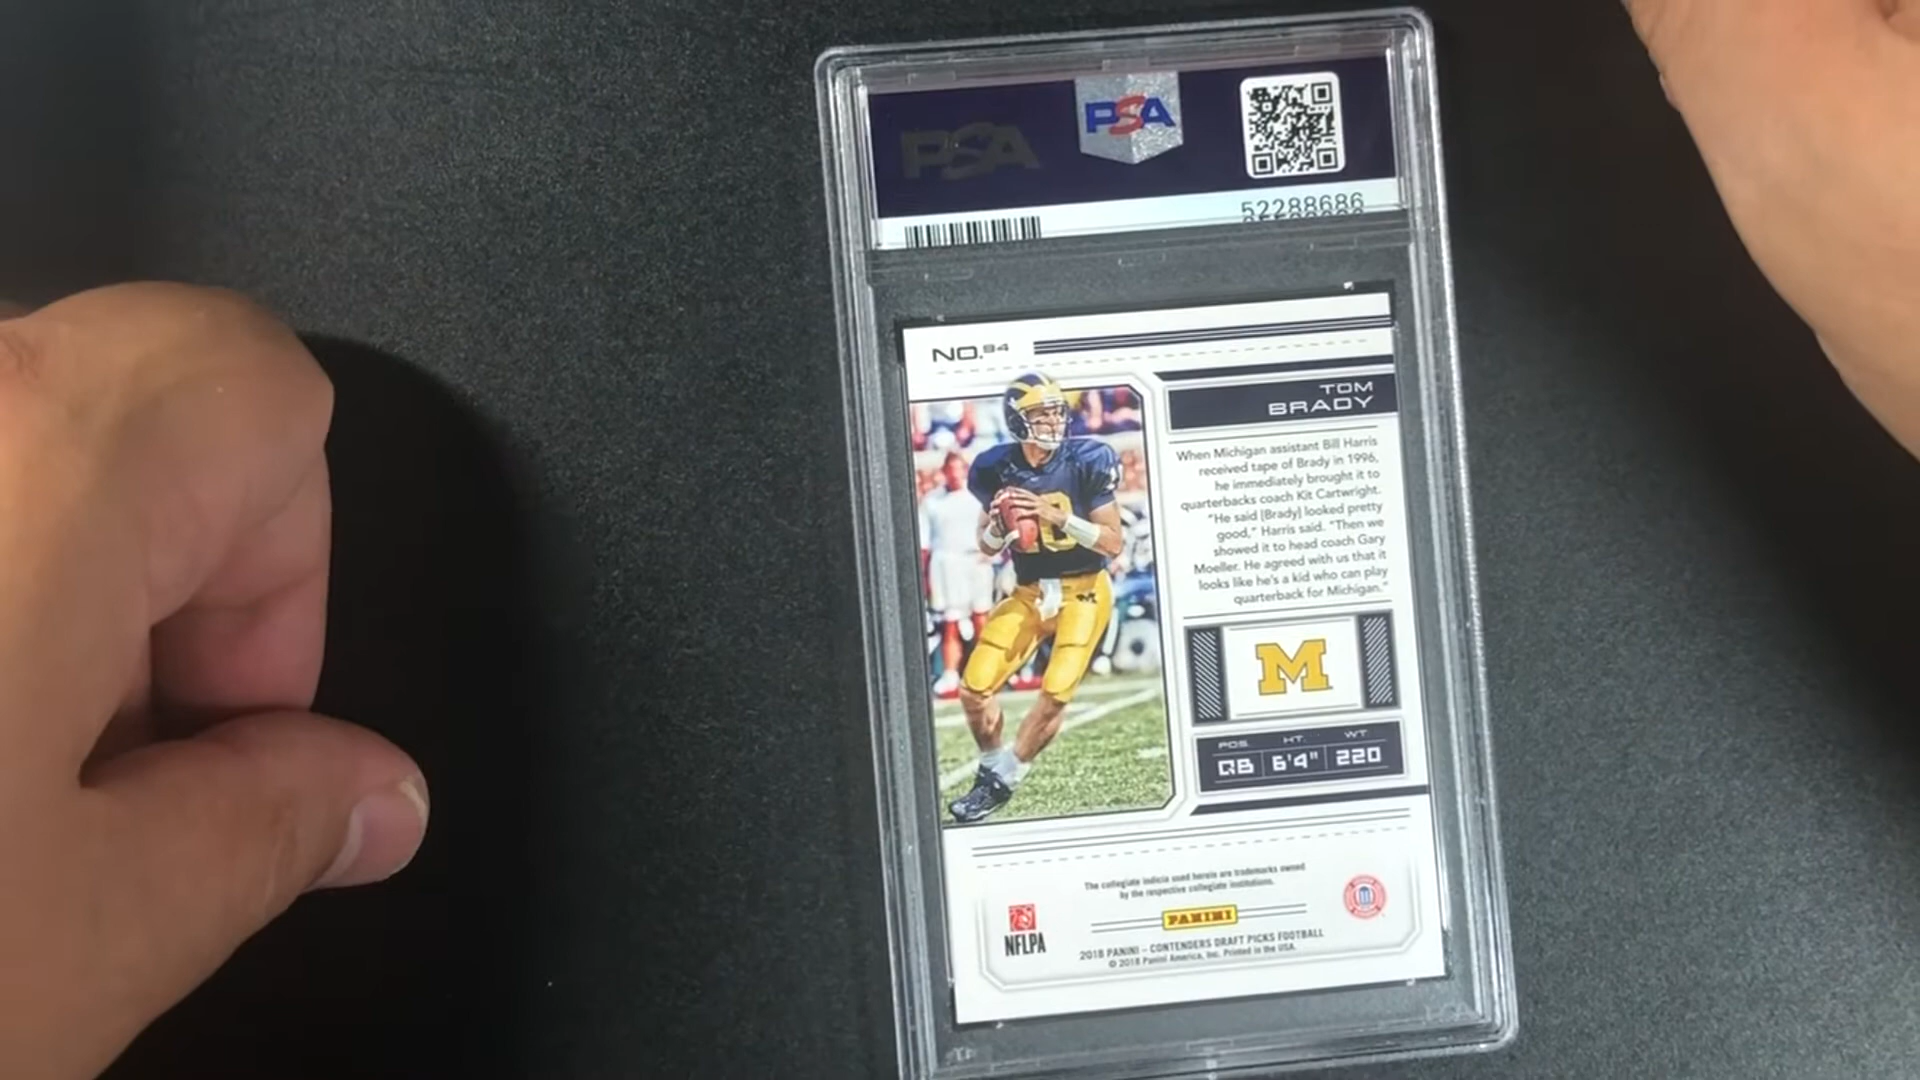 PSA
PSA
52288686
NO.94
TOM
BRADY
When Michigan assistant Bill Harris
received tape of Brady in 1996,
he immediately brought it to
quarterbacks coach Kit Cartwright.
"He said (Brady) looked pretty
good," Harris said. "Then we
showed it to head coach Gary
Moeller. He agreed with us that it
looks like he's a kid who can play
quarterback for Michigan."
M
POS. HT. WT.
QB 6'4" 220
The collegiate indicia used herein are trademarks owned
by the respective collegiate institutions.
PANINI
NFLPA
2018 PANINI – CONTENDERS DRAFT PICKS FOOTBALL
© 2018 Panini America, Inc. Printed in the USA.